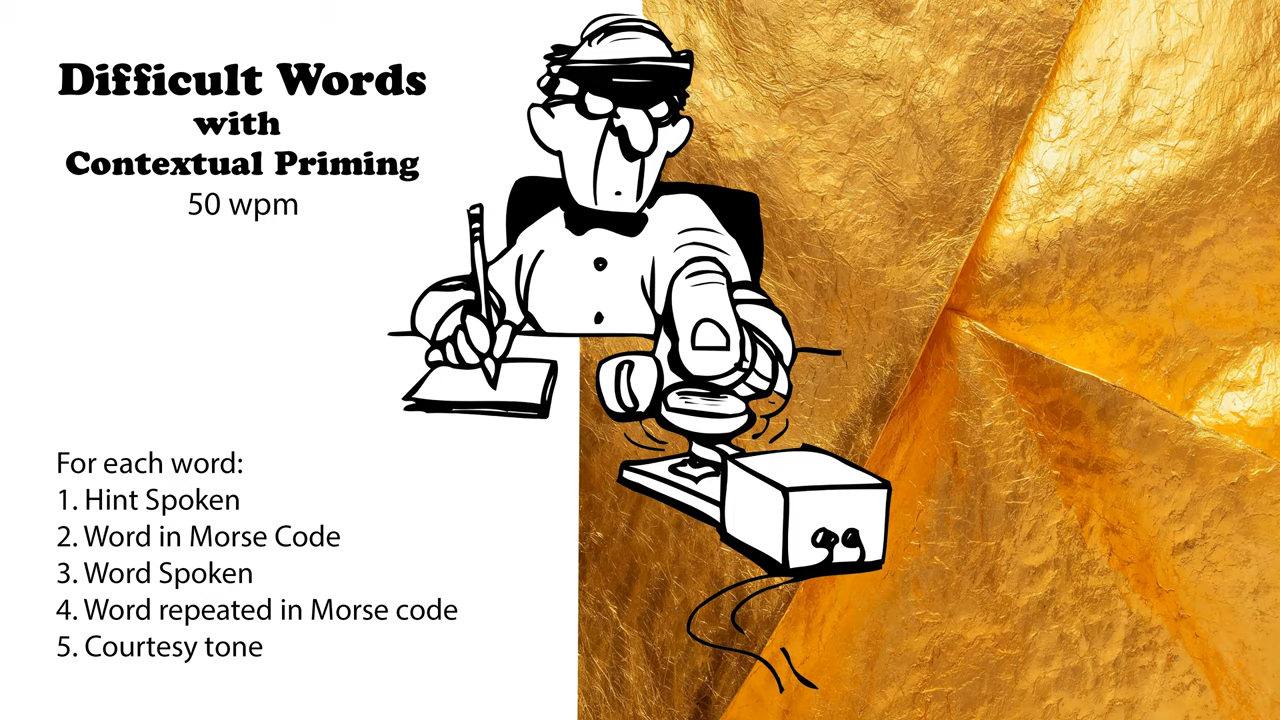 Difficult Words
with
Contextual Priming
50 wpm
For each word:
1. Hint Spoken
2. Word in Morse Code
3. Word Spoken
4. Word repeated in Morse code
5. Courtesy tone